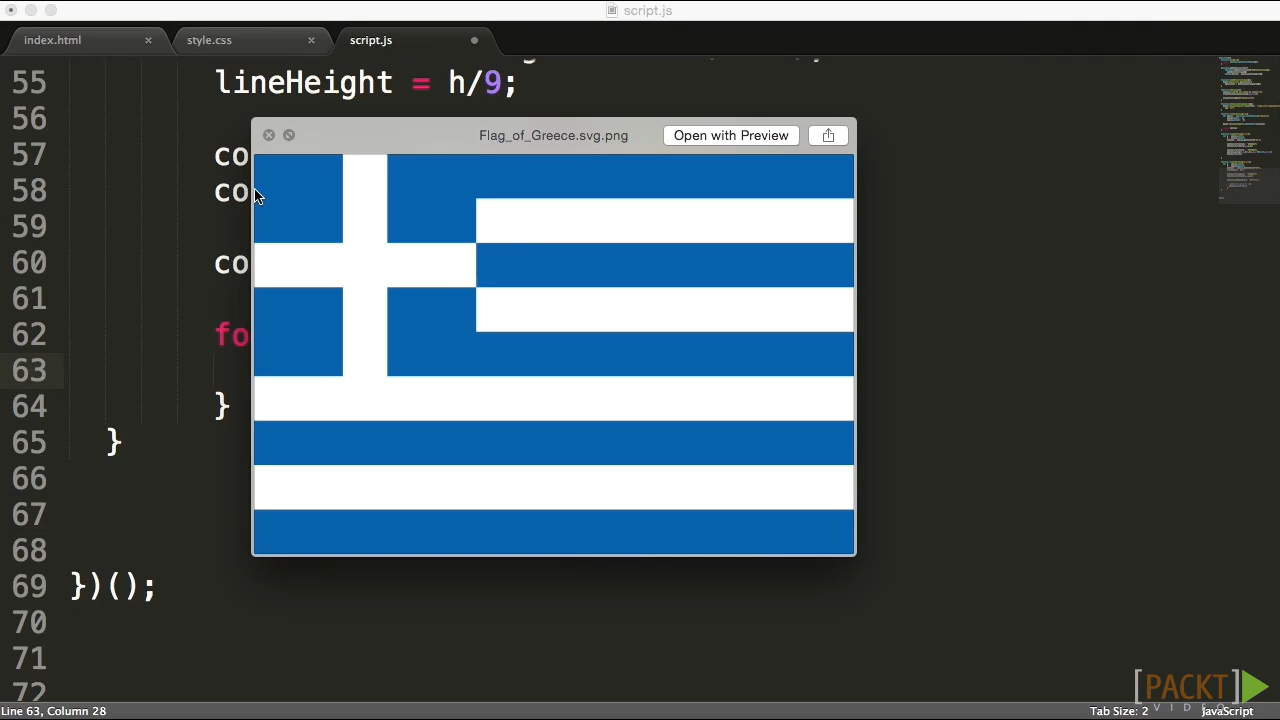 script.js
index.html
style.css
script.js
55 lineHeight = h/9;
56
Flag_of_Greece.svg.png Open with Preview
57 co
58 co
59
60 co
61
62 fo
63
64 }
65 }
66
67
68
69 })();
70
71
72
[PACKT]
VIDEO
Line 63, Column 28 Tab Size: 2 JavaScript